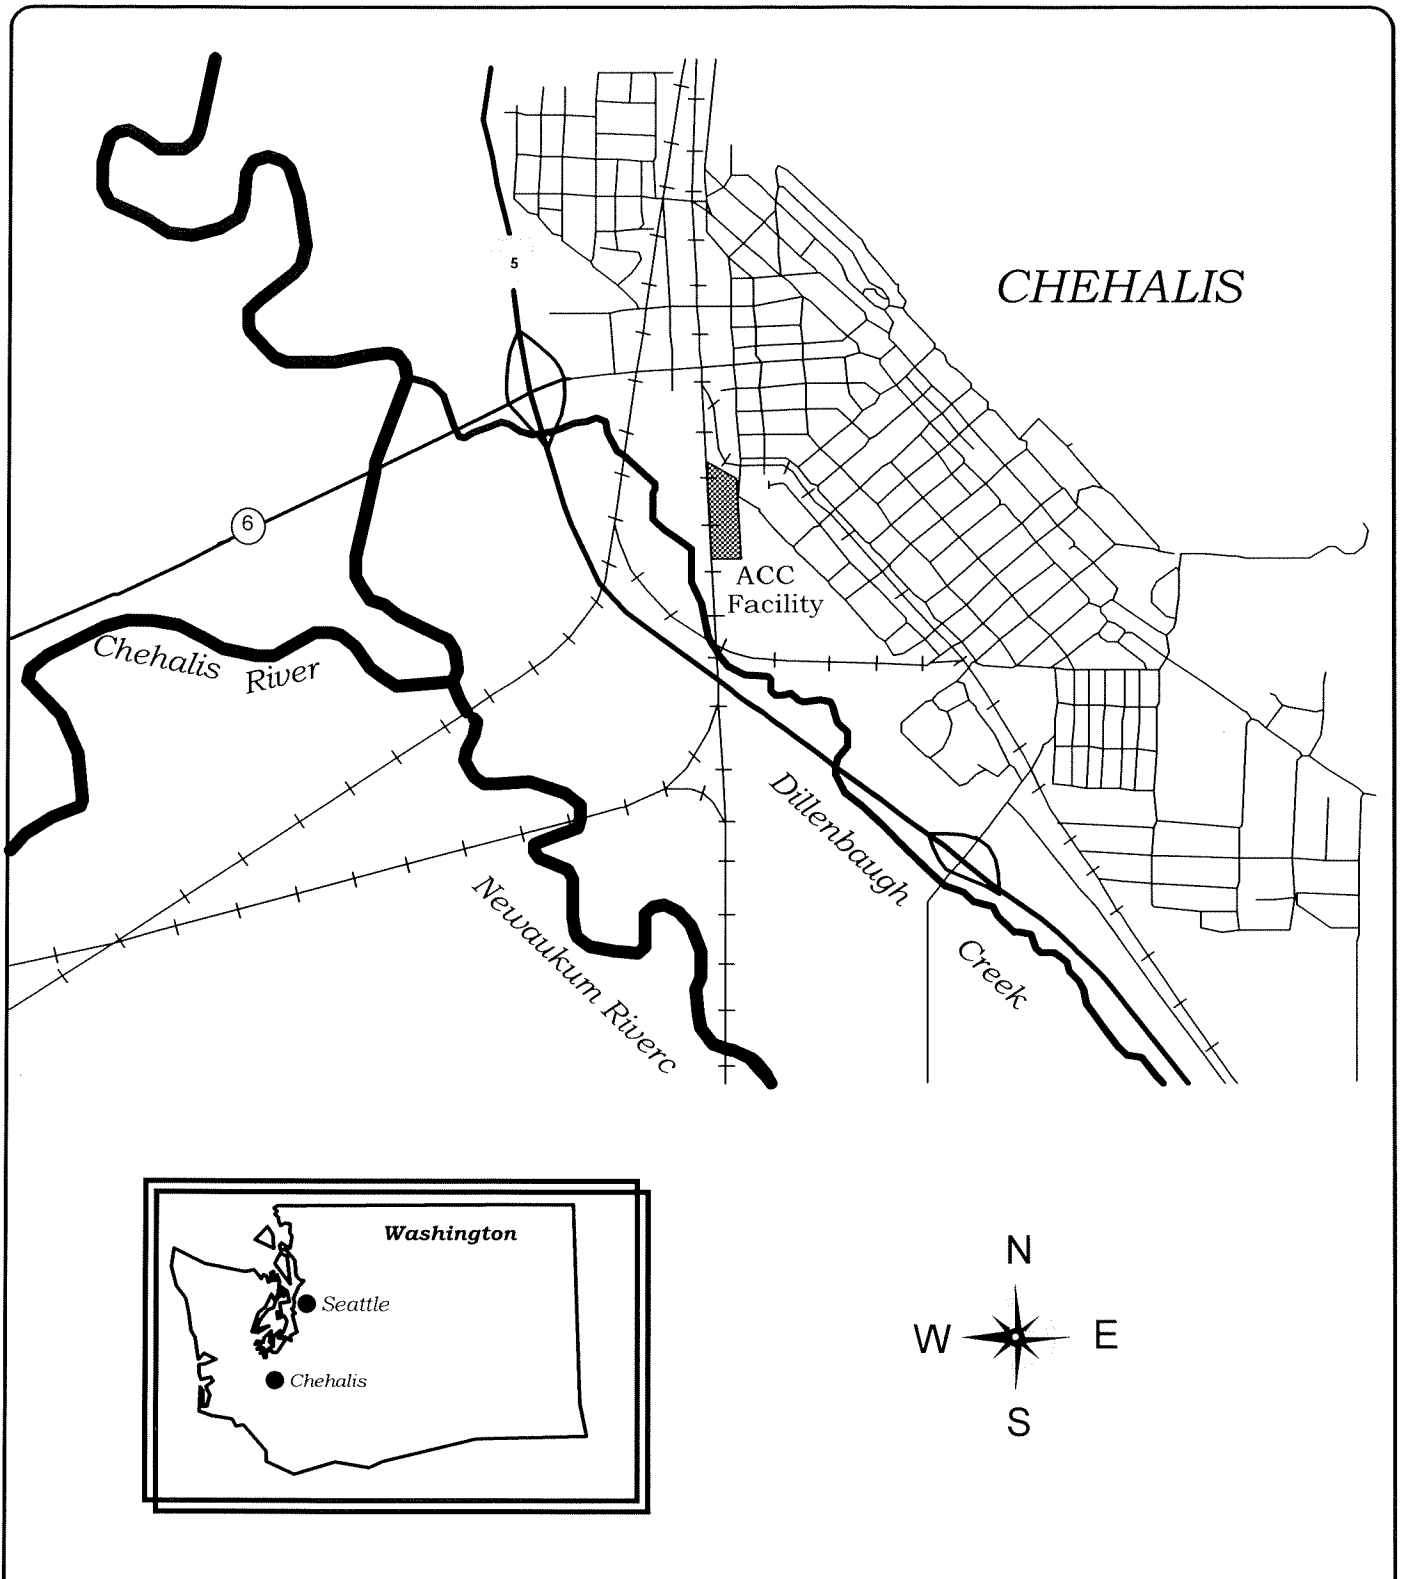 5
CHEHALIS
6
ACC
Facility
Chehalis River
Dillenbaugh
Creek
Newaukum Riverc
Washington
Seattle
Chehalis
N
W E
S